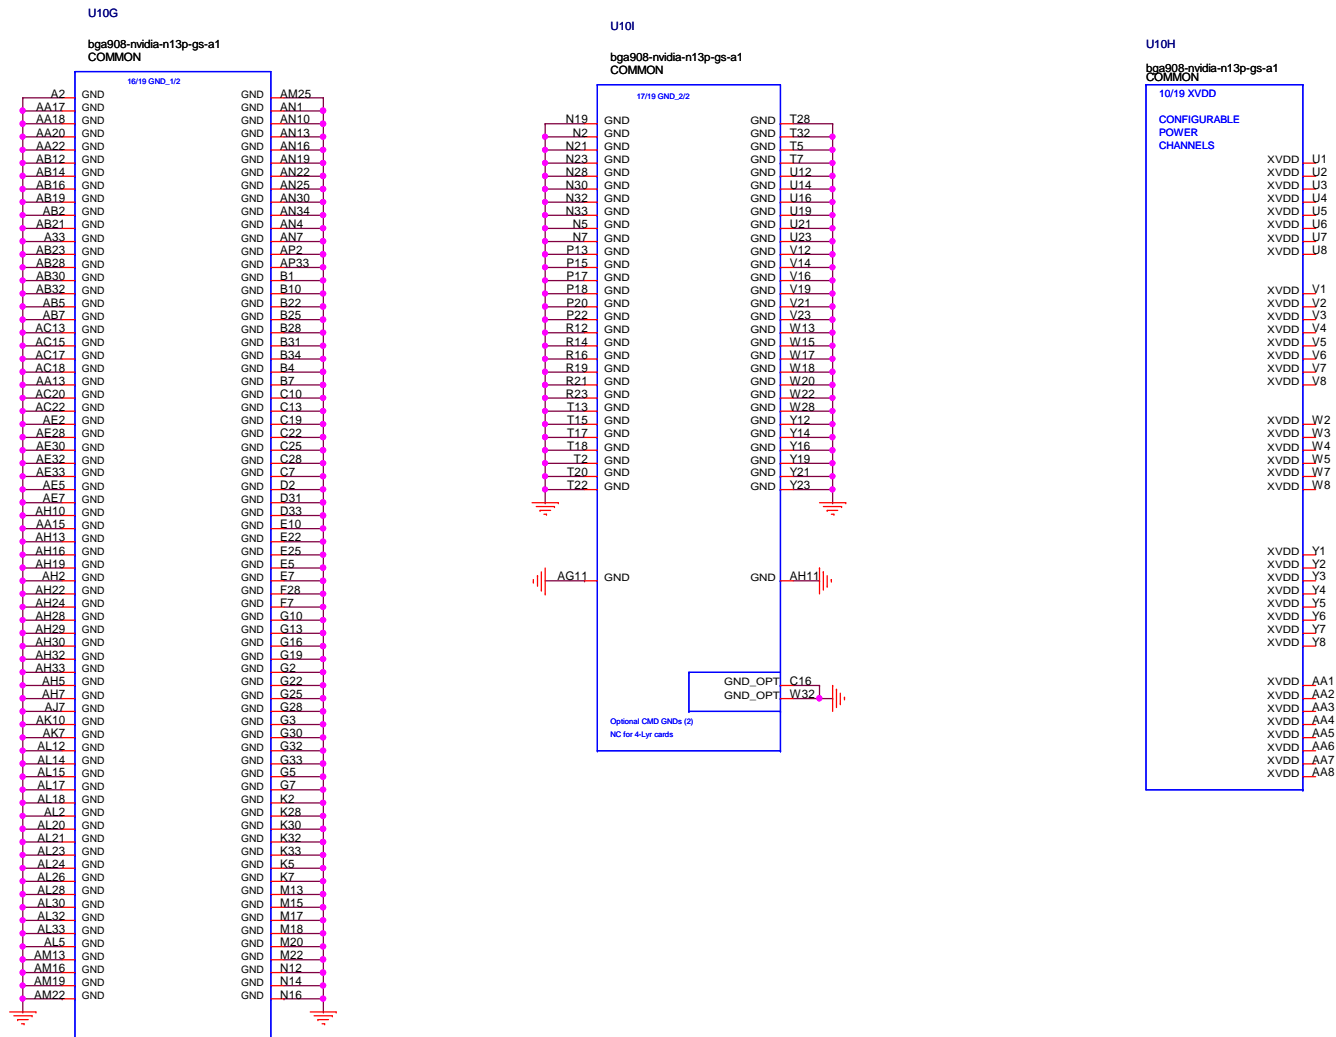 U10G
bga908-nvidia-n13p-gs-a1
COMMON
16/19 GND_1/2
A2 GND GND AM25
AA17 GND GND AN1
AA18 GND GND AN10
AA20 GND GND AN13
AA22 GND GND AN16
AB12 GND GND AN19
AB14 GND GND AN22
AB16 GND GND AN25
AB19 GND GND AN30
AB2 GND GND AN34
AB21 GND GND AN4
A33 GND GND AN7
AB23 GND GND AP2
AB28 GND GND AP33
AB30 GND GND B1
AB32 GND GND B10
AB5 GND GND B22
AB7 GND GND B25
AC13 GND GND B28
AC15 GND GND B31
AC17 GND GND B34
AC18 GND GND B4
AA13 GND GND B7
AC20 GND GND C10
AC22 GND GND C13
AE2 GND GND C19
AE28 GND GND C22
AE30 GND GND C25
AE32 GND GND C28
AE33 GND GND C7
AE5 GND GND D2
AE7 GND GND D31
AH10 GND GND D33
AA15 GND GND E10
AH13 GND GND E22
AH16 GND GND E25
AH19 GND GND E5
AH2 GND GND E7
AH22 GND GND F28
AH24 GND GND F7
AH28 GND GND G10
AH29 GND GND G13
AH30 GND GND G16
AH32 GND GND G19
AH33 GND GND G2
AH5 GND GND G22
AH7 GND GND G25
AJ7 GND GND G28
AK10 GND GND G3
AK7 GND GND G30
AL12 GND GND G32
AL14 GND GND G33
AL15 GND GND G5
AL17 GND GND G7
AL18 GND GND K2
AL2 GND GND K28
AL20 GND GND K30
AL21 GND GND K32
AL23 GND GND K33
AL24 GND GND K5
AL26 GND GND K7
AL28 GND GND M13
AL30 GND GND M15
AL32 GND GND M17
AL33 GND GND M18
AL5 GND GND M20
AM13 GND GND M22
AM16 GND GND N12
AM19 GND GND N14
AM22 GND GND N16
U10I
bga908-nvidia-n13p-gs-a1
COMMON
17/19 GND_2/2
N19 GND GND T28
N2 GND GND T32
N21 GND GND T5
N23 GND GND T7
N28 GND GND U12
N30 GND GND U14
N32 GND GND U16
N33 GND GND U19
N5 GND GND U21
N7 GND GND U23
P13 GND GND V12
P15 GND GND V14
P17 GND GND V16
P18 GND GND V19
P20 GND GND V21
P22 GND GND V23
R12 GND GND W13
R14 GND GND W15
R16 GND GND W17
R19 GND GND W18
R21 GND GND W20
R23 GND GND W22
T13 GND GND W28
T15 GND GND Y12
T17 GND GND Y14
T18 GND GND Y16
T2 GND GND Y19
T20 GND GND Y21
T22 GND GND Y23
AG11 GND GND AH11
GND_OPT C16
GND_OPT W32
Optional CMD GNDs (2)
NC for 4-Lyr cards
U10H
bga908-nvidia-n13p-gs-a1
COMMON
10/19 XVDD
CONFIGURABLE
POWER
CHANNELS
XVDD U1
XVDD U2
XVDD U3
XVDD U4
XVDD U5
XVDD U6
XVDD U7
XVDD U8
XVDD V1
XVDD V2
XVDD V3
XVDD V4
XVDD V5
XVDD V6
XVDD V7
XVDD V8
XVDD W2
XVDD W3
XVDD W4
XVDD W5
XVDD W7
XVDD W8
XVDD Y1
XVDD Y2
XVDD Y3
XVDD Y4
XVDD Y5
XVDD Y6
XVDD Y7
XVDD Y8
XVDD AA1
XVDD AA2
XVDD AA3
XVDD AA4
XVDD AA5
XVDD AA6
XVDD AA7
XVDD AA8